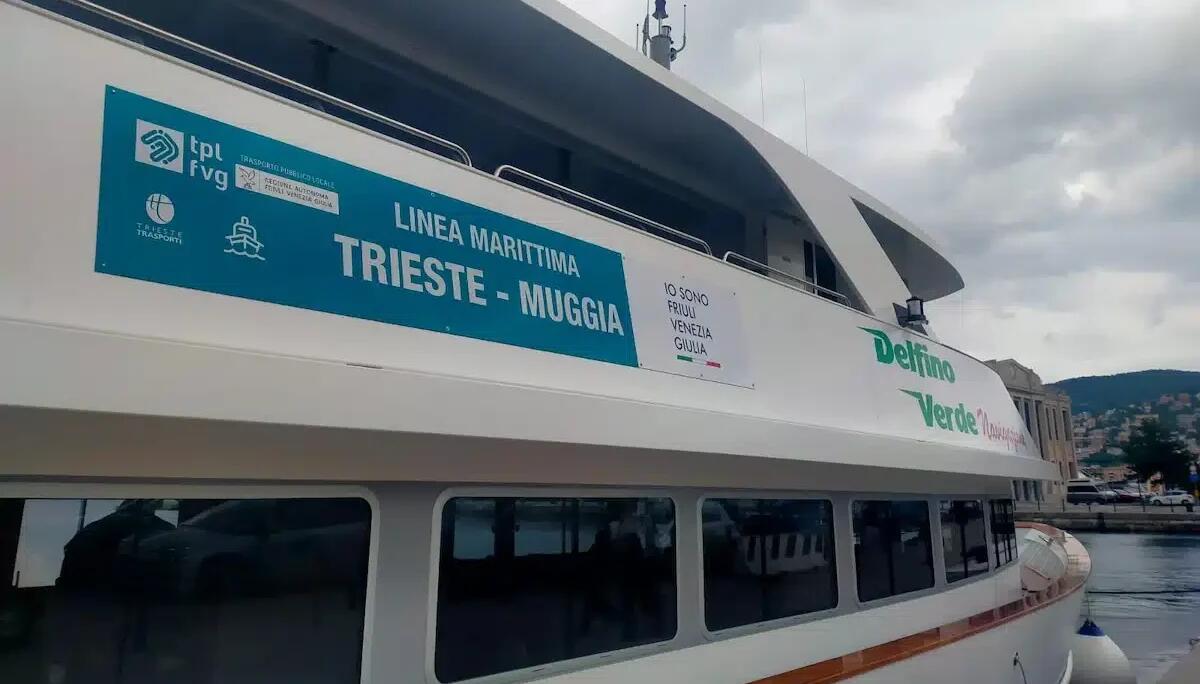 tpl
fvg
TRASPORTO PUBBLICO LOCALE
REGIONE AUTONOMA
FRIULI VENEZIA GIULIA
TRIESTE
TRASPORTI
LINEA MARITTIMA
TRIESTE - MUGGIA
IO SONO
FRIULI
VENEZIA
GIULIA
Delfino
Verde Navigazione